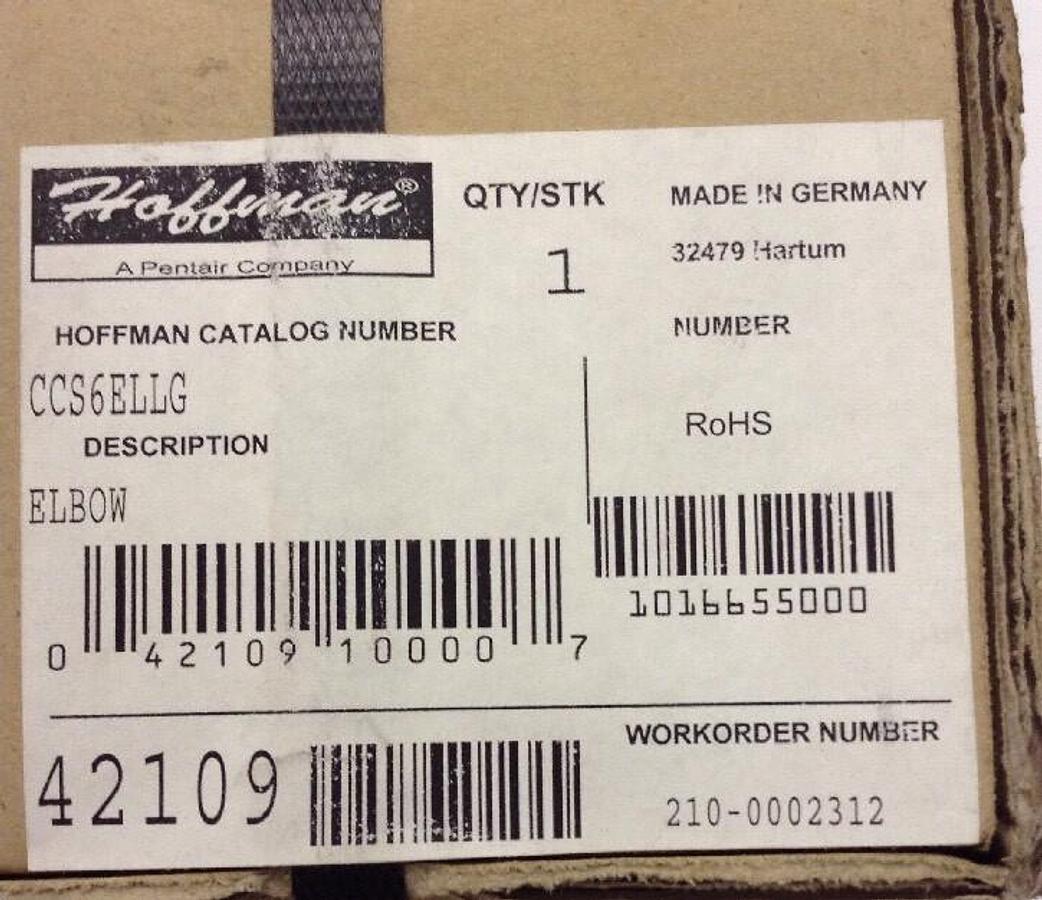 Hoffman®
A Pentair Company
QTY/STK
1
MADE IN GERMANY
32479 Hartum
NUMBER
HOFFMAN CATALOG NUMBER
CCS6ELLG
DESCRIPTION
ELBOW
RoHS
1016655000
0 42109 10000 7
WORKORDER NUMBER
42109
210-0002312